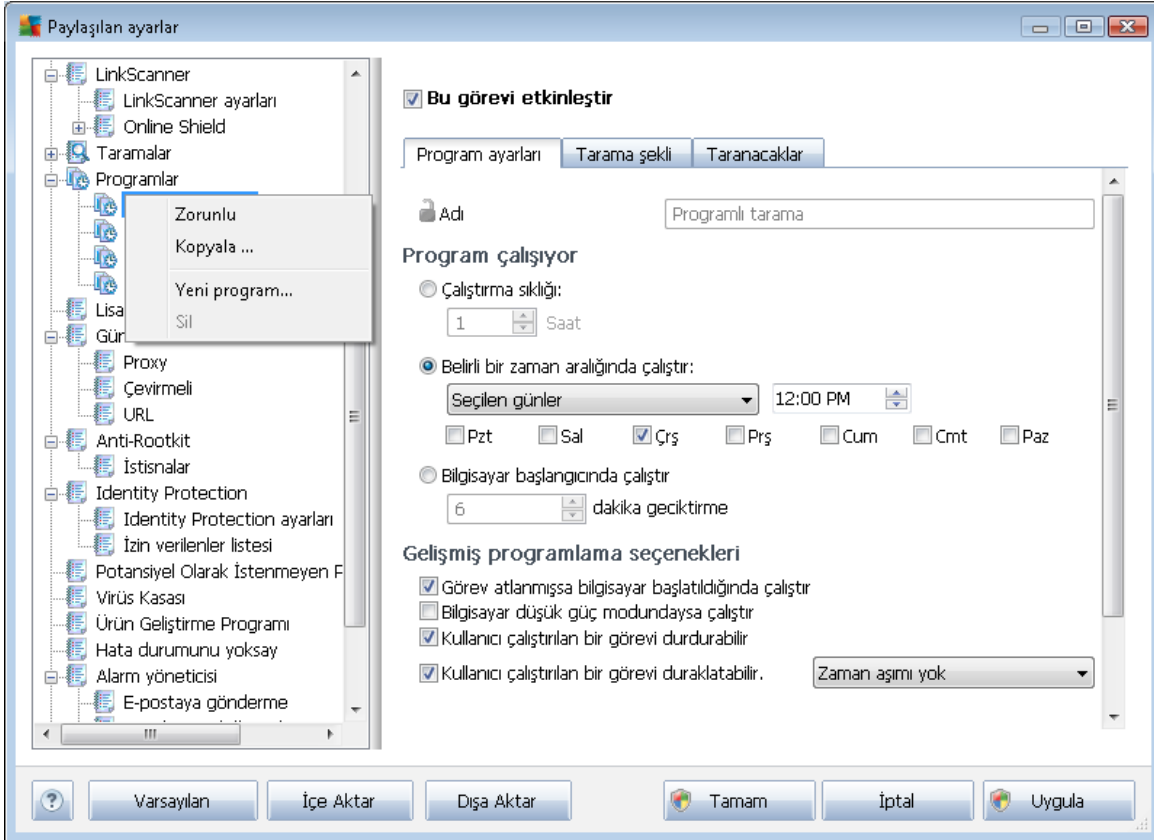 Paylaşılan ayarlar
LinkScanner
LinkScanner ayarları
Online Shield
Taramalar
Programlar
Zorunlu
Kopyala ...
Yeni program...
Sil
Proxy
Çevirmeli
URL
Anti-Rootkit
İstisnalar
Identity Protection
Identity Protection ayarları
İzin verilenler listesi
Potansiyel Olarak İstenmeyen
Virüs Kasası
Ürün Geliştirme Programı
Hata durumunu yoksay
Alarm yöneticisi
E-postaya gönderme
Bu görevi etkinleştir
Program ayarları Tarama şekli Taranacaklar
Adı Programlı tarama
Program çalışıyor
Çalıştırma sıklığı:
1 Saat
Belirli bir zaman aralığında çalıştır:
Seçilen günler 12:00 PM
Pzt Sal Çrş Prş Cum Cmt Paz
Bilgisayar başlangıcında çalıştır
6 dakika geciktirme
Gelişmiş programlama seçenekleri
Görev atlanmışsa bilgisayar başlatıldığında çalıştır
Bilgisayar düşük güç modundaysa çalıştır
Kullanıcı çalıştırılan bir görevi durdurabilir
Kullanıcı çalıştırılan bir görevi duraklatabilir. Zaman aşımı yok
? Varsayılan İçe Aktar Dışa Aktar Tamam İptal Uygula